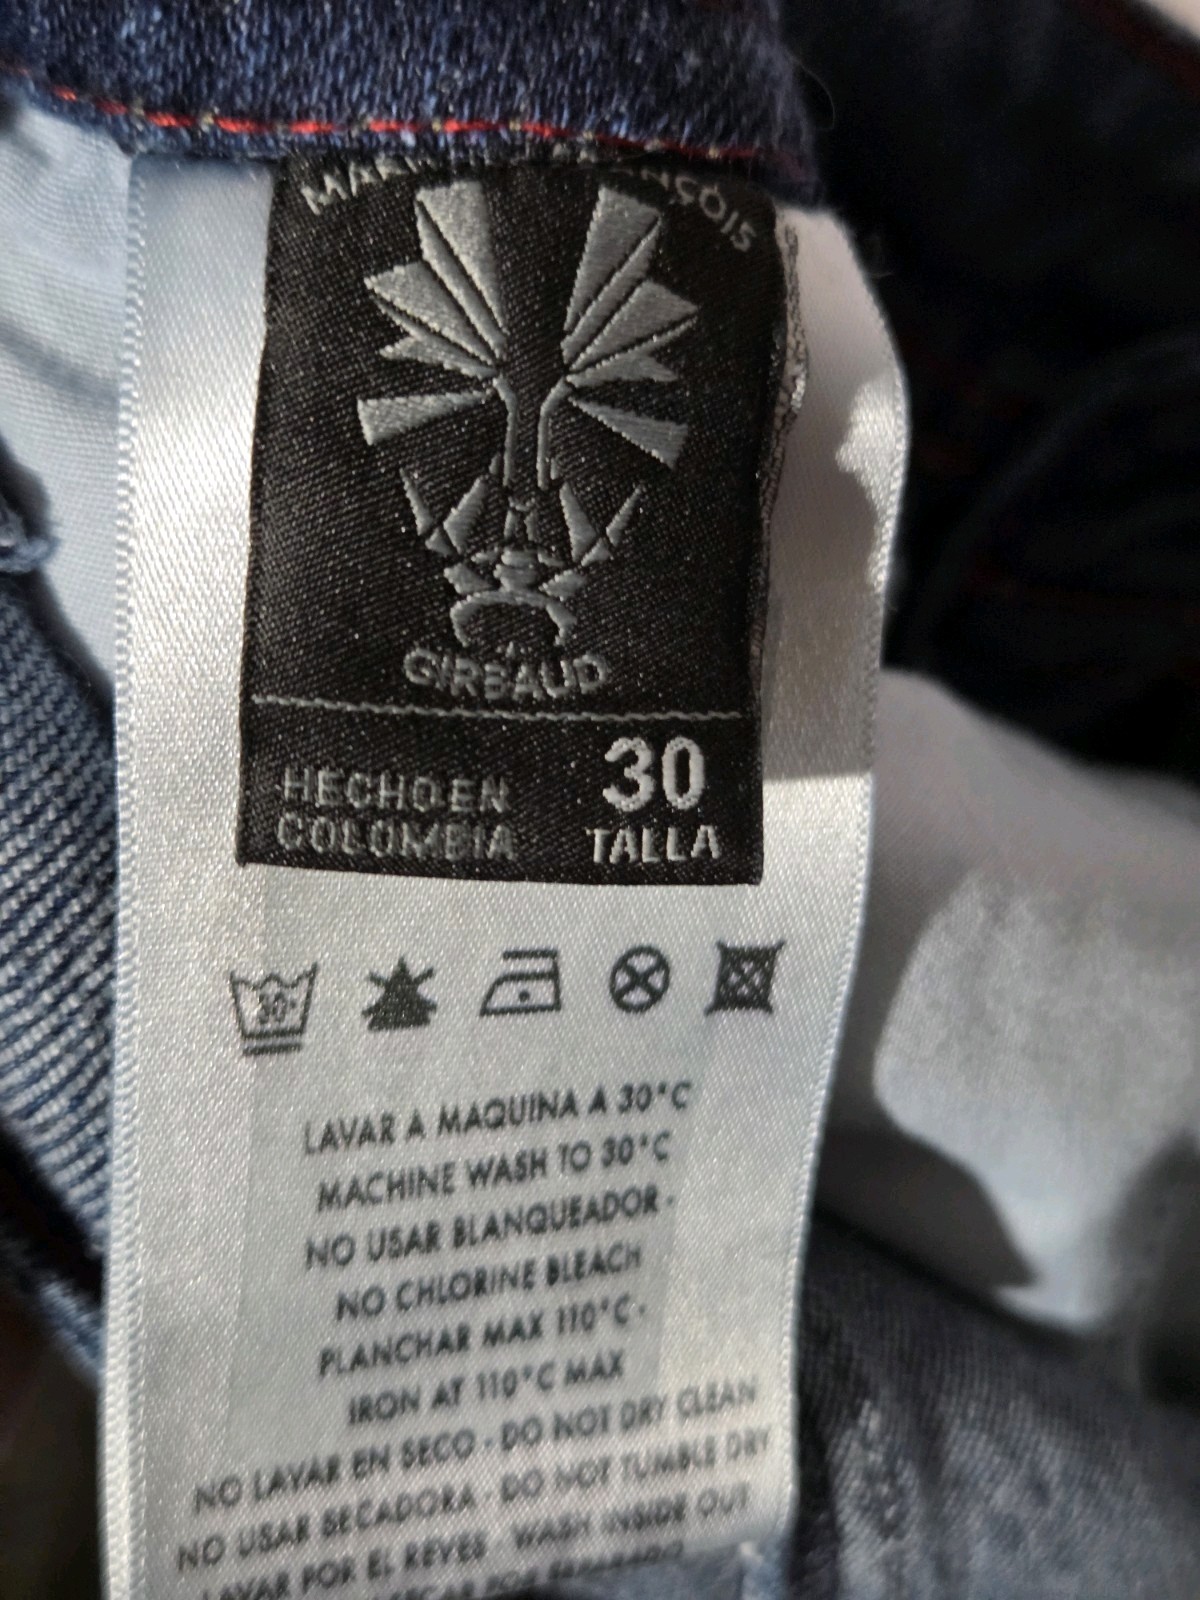 FRANÇOIS
GIRBAUD
HECHO EN
COLOMBIA
30
TALLA
30°
LAVAR A MAQUINA A 30°C
MACHINE WASH TO 30°C
NO USAR BLANQUEADOR -
NO CHLORINE BLEACH
PLANCHAR MAX 110°C -
IRON AT 110°C MAX
NO LAVAR EN SECO - DO NOT DRY CLEAN
NO USAR SECADORA - DO NOT TUMBLE DRY
LAVAR POR EL REVES - WASH INSIDE OUT